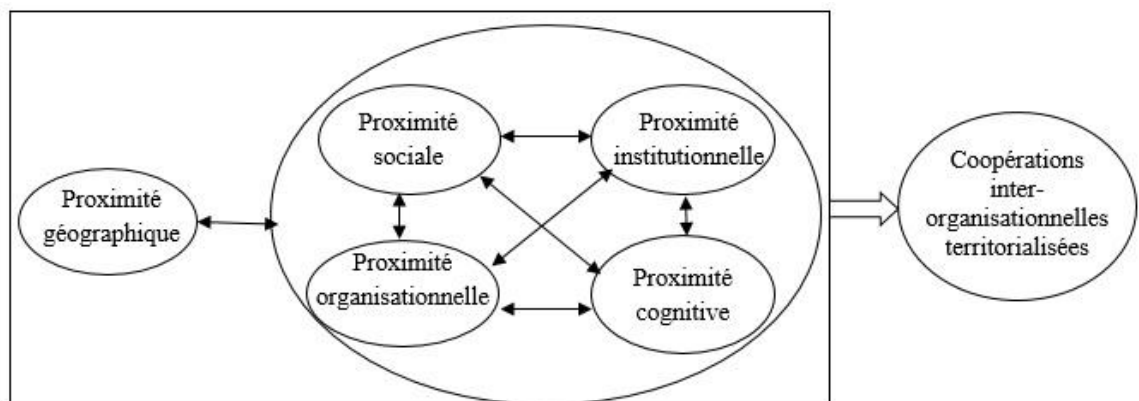 Proximité
géographique
Proximité
sociale
Proximité
institutionnelle
Proximité
organisationnelle
Proximité
cognitive
Coopérations
inter-
organisationnelles
territorialisées